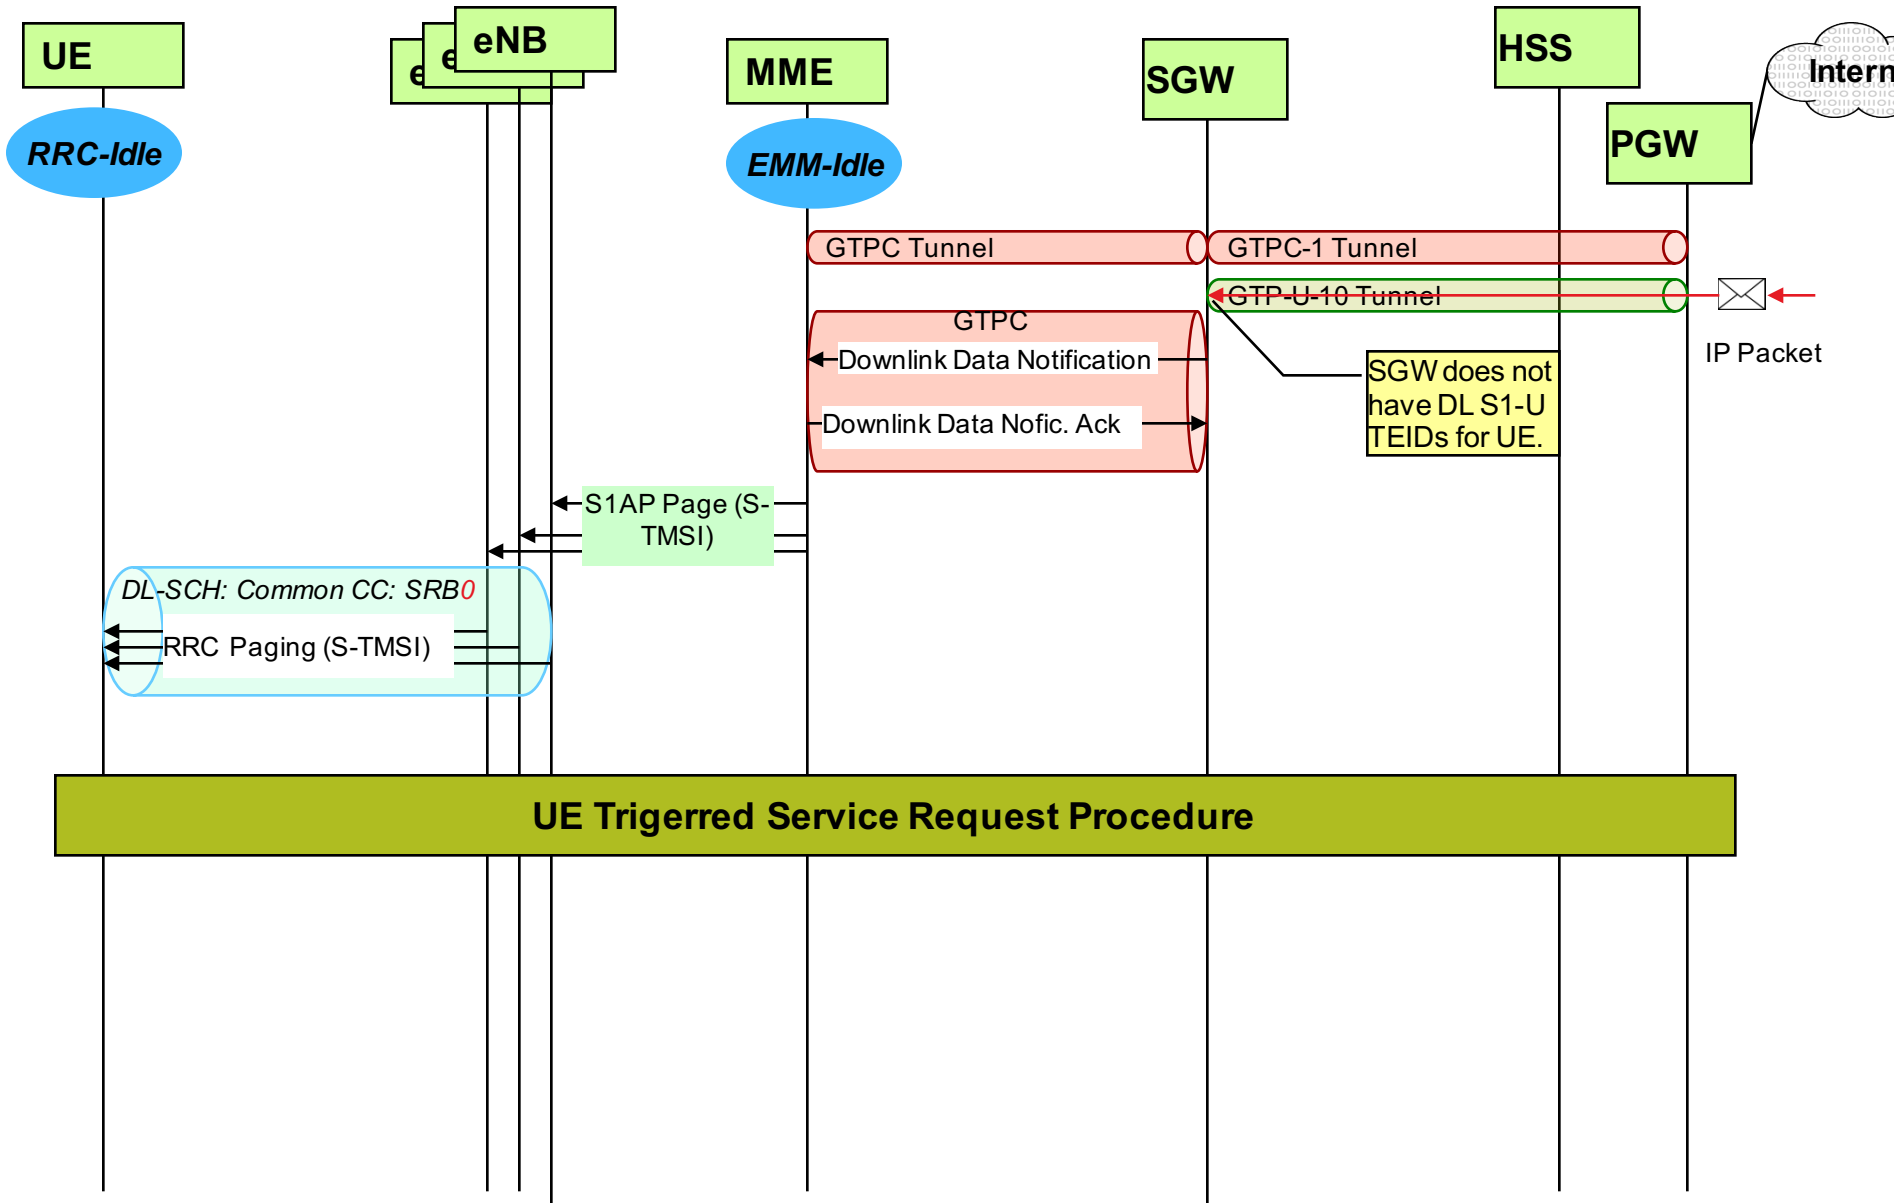 UE
e
e
eNB
MME
SGW
HSS
PGW
Intern
RRC-Idle
EMM-Idle
GTPC Tunnel
GTPC-1 Tunnel
GTP-U-10 Tunnel
GTPC
IP Packet
Downlink Data Notification
SGW does not
have DL S1-U
TEIDs for UE.
Downlink Data Nofic. Ack
S1AP Page (S-
TMSI)
DL-SCH: Common CC: SRB0
RRC Paging (S-TMSI)
UE Trigerred Service Request Procedure